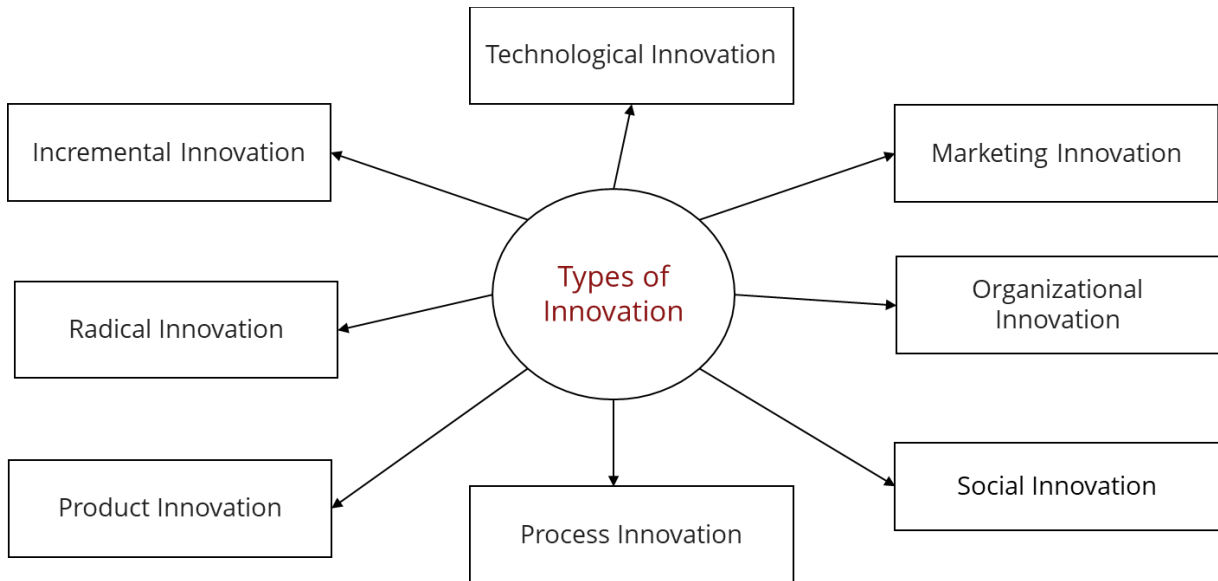 Technological Innovation
Incremental Innovation
Marketing Innovation
Types of
Innovation
Organizational
Innovation
Radical Innovation
Social Innovation
Product Innovation
Process Innovation